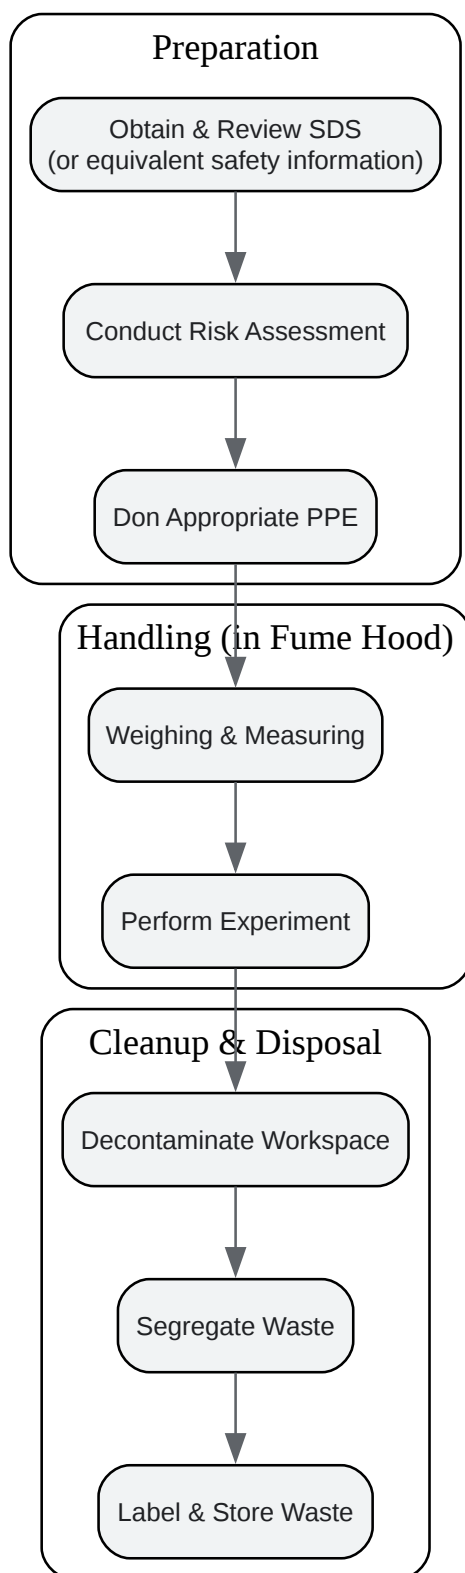 Preparation
Obtain & Review SDS
(or equivalent safety information)
Conduct Risk Assessment
Don Appropriate PPE
Handling (in Fume Hood)
Weighing & Measuring
Perform Experiment
Cleanup & Disposal
Decontaminate Workspace
Segregate Waste
Label & Store Waste